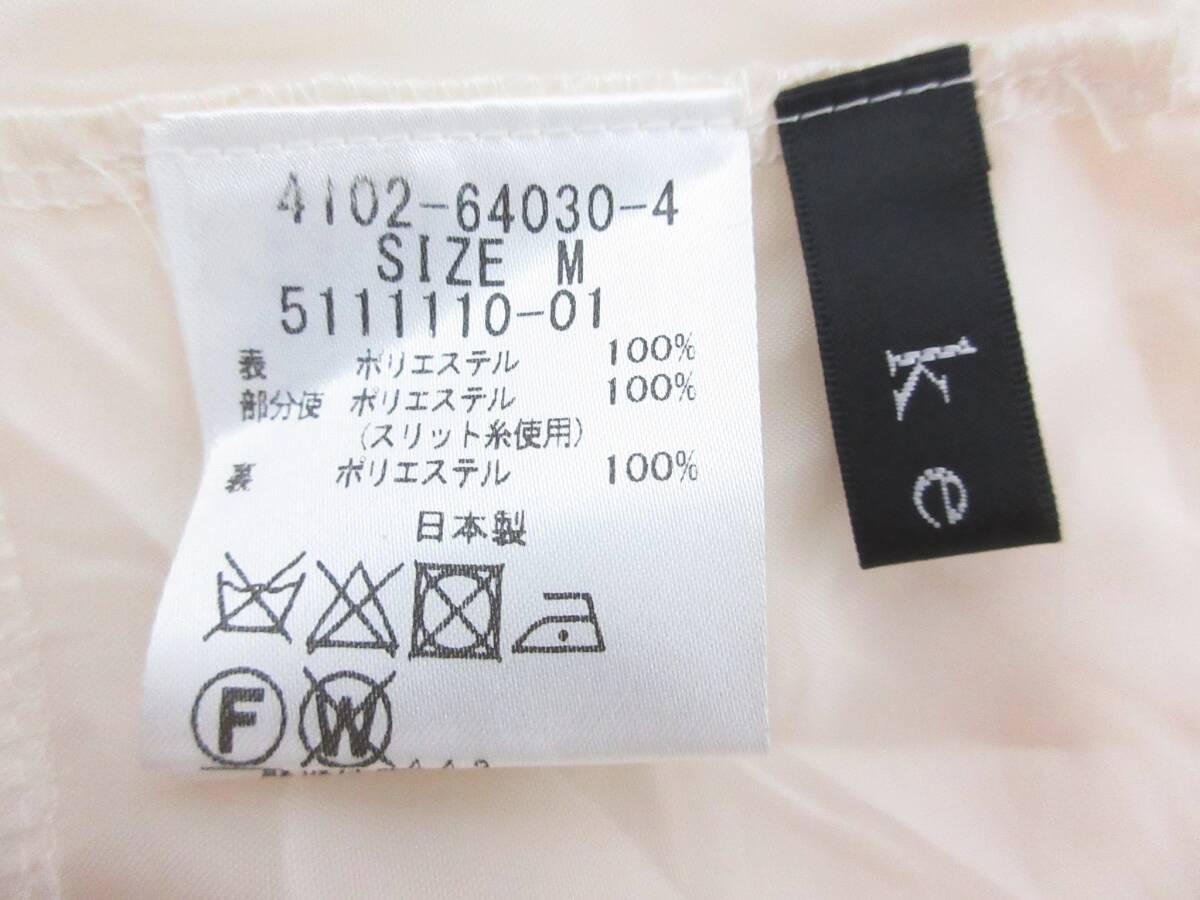 4102-64030-4
SIZE M
5111110-01
表 ポリエステル 100%
部分使 ポリエステル 100%
(スリット糸使用)
裏 ポリエステル 100%
日本製
F W
ke